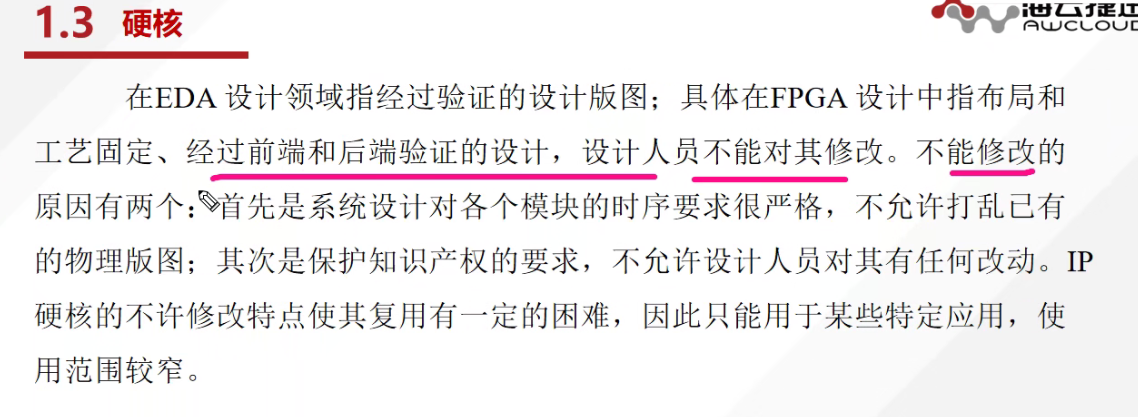 1.3 硬核
海云捷迅
AWCLOUD
在EDA 设计领域指经过验证的设计版图；具体在FPGA 设计中指布局和
工艺固定、经过前端和后端验证的设计，设计人员不能对其修改。不能修改的
原因有两个：首先是系统设计对各个模块的时序要求很严格，不允许打乱已有
的物理版图；其次是保护知识产权的要求，不允许设计人员对其有任何改动。IP
硬核的不许修改特点使其复用有一定的困难，因此只能用于某些特定应用，使
用范围较窄。